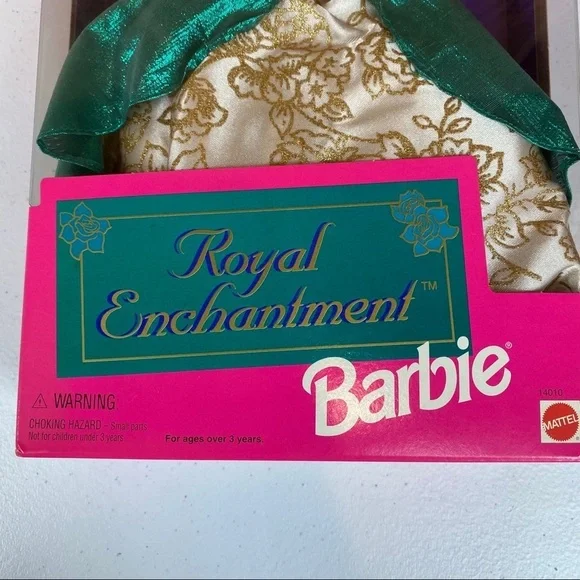 Royal
Enchantment™
Barbie®
⚠ WARNING
CHOKING HAZARD – Small parts
Not for children under 3 years.
For ages over 3 years.
14010
MATTEL
®